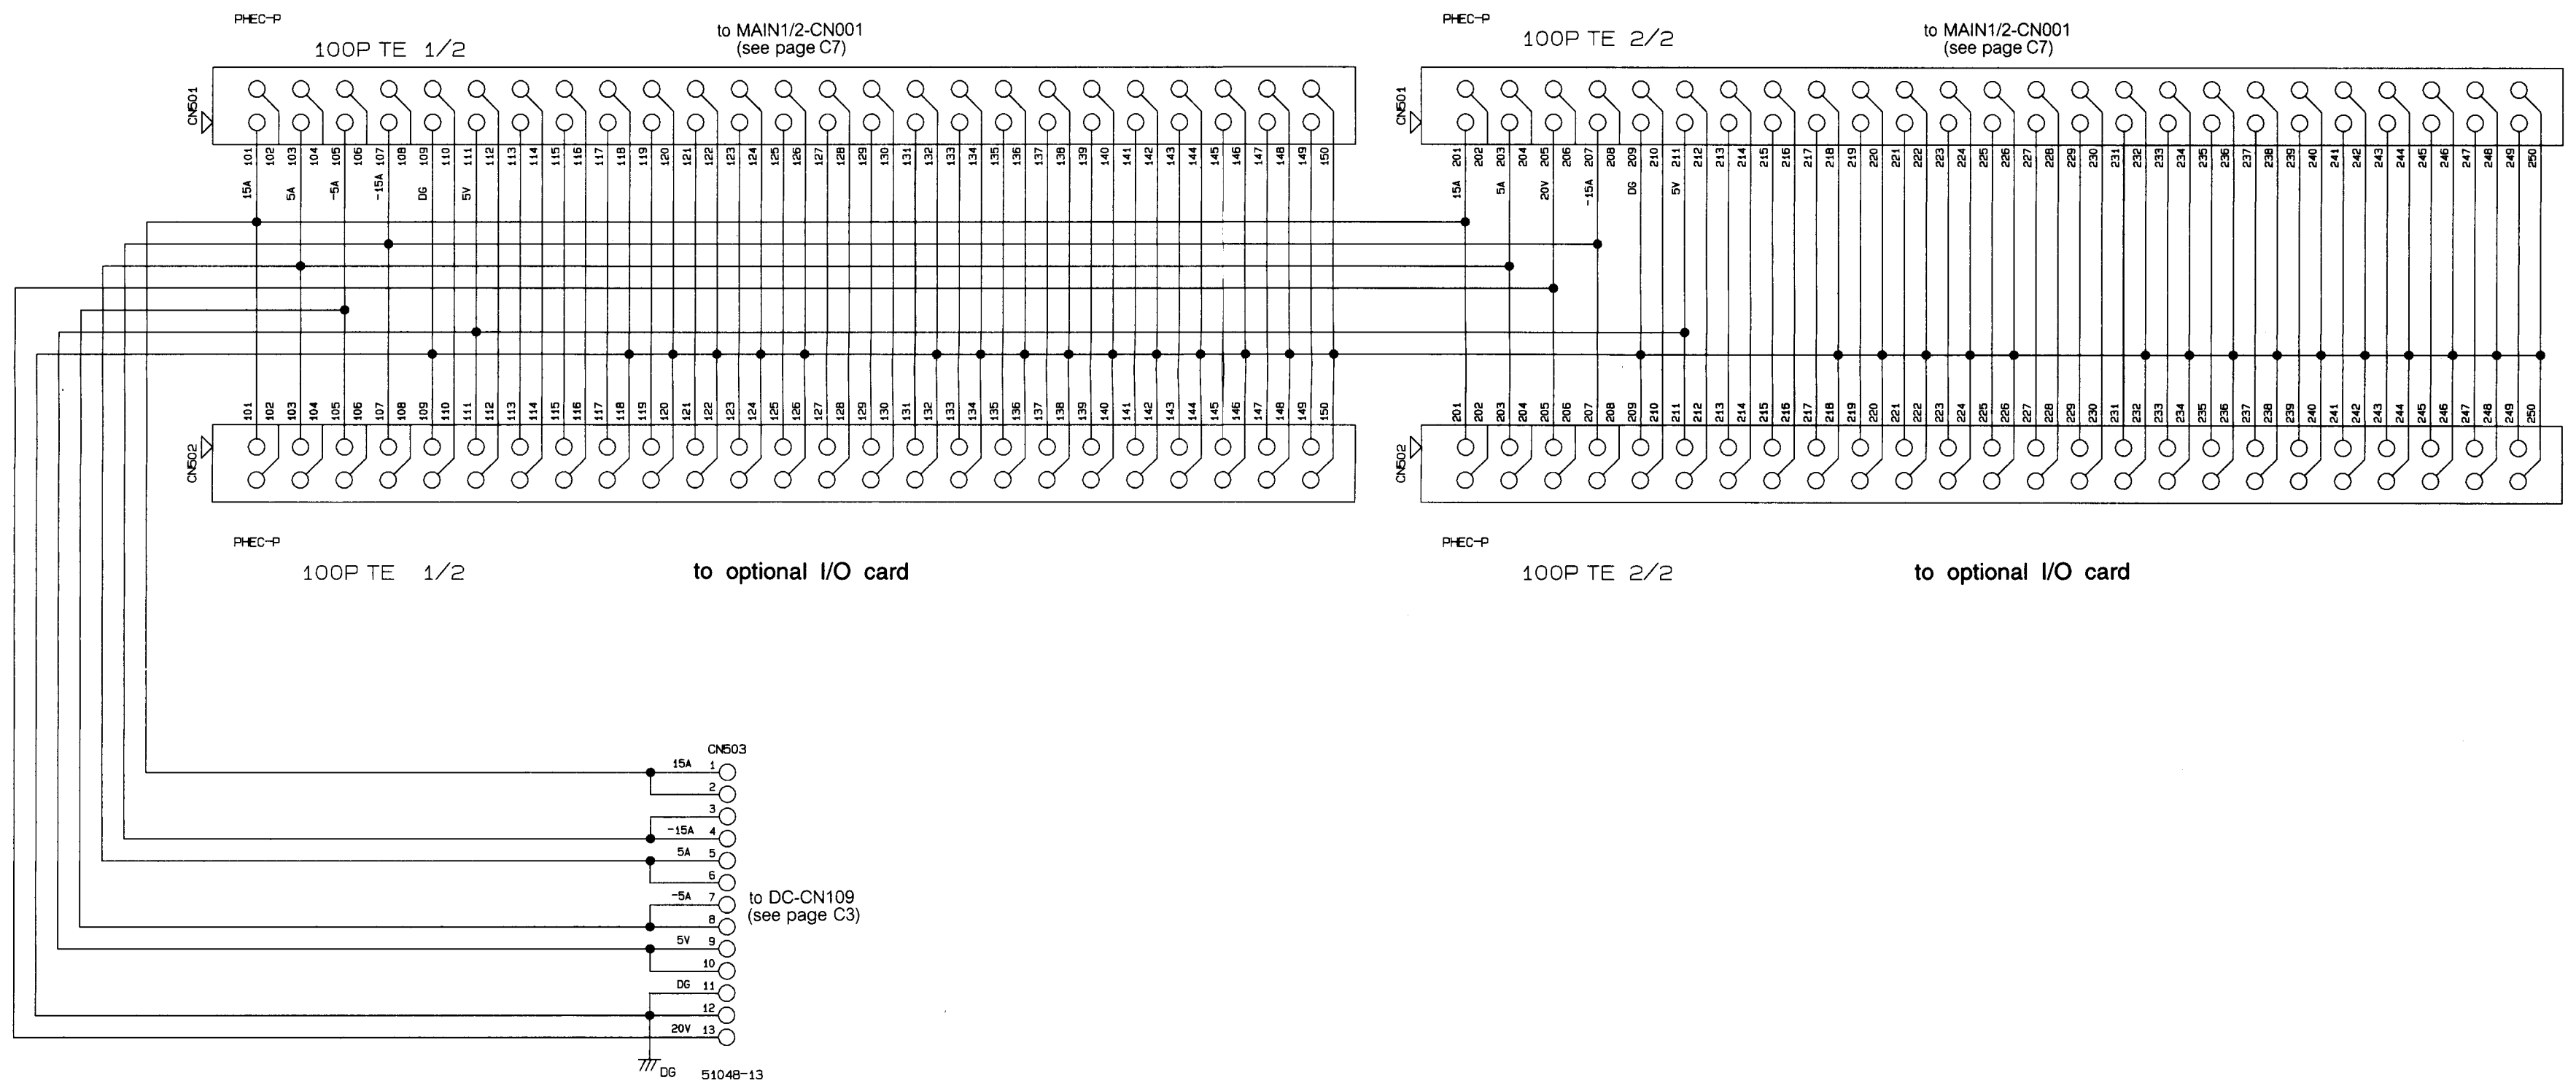 PHEC-P
100P TE 1/2
to MAIN1/2-CN001
(see page C7)
PHEC-P
100P TE 2/2
to MAIN1/2-CN001
(see page C7)
CN501
101 102 103 104 105 106 107 108 109 110 111 112 113 114 115 116 117 118 119 120 121 122 123 124 125 126 127 128 129 130 131 132 133 134 135 136 137 138 139 140 141 142 143 144 145 146 147 148 149 150
15A 5A -5A -15A DG 5V
CN501
201 202 203 204 205 206 207 208 209 210 211 212 213 214 215 216 217 218 219 220 221 222 223 224 225 226 227 228 229 230 231 232 233 234 235 236 237 238 239 240 241 242 243 244 245 246 247 248 249 250
15A 5A 20V -15A DG 5V
101 102 103 104 105 106 107 108 109 110 111 112 113 114 115 116 117 118 119 120 121 122 123 124 125 126 127 128 129 130 131 132 133 134 135 136 137 138 139 140 141 142 143 144 145 146 147 148 149 150
CN502
201 202 203 204 205 206 207 208 209 210 211 212 213 214 215 216 217 218 219 220 221 222 223 224 225 226 227 228 229 230 231 232 233 234 235 236 237 238 239 240 241 242 243 244 245 246 247 248 249 250
CN502
PHEC-P
100P TE 1/2
to optional I/O card
PHEC-P
100P TE 2/2
to optional I/O card
CN503
15A 1
2
3
-15A 4
5A 5
6
-5A 7
8
5V 9
10
DG 11
12
20V 13
to DC-CN109
(see page C3)
DG
51048-13